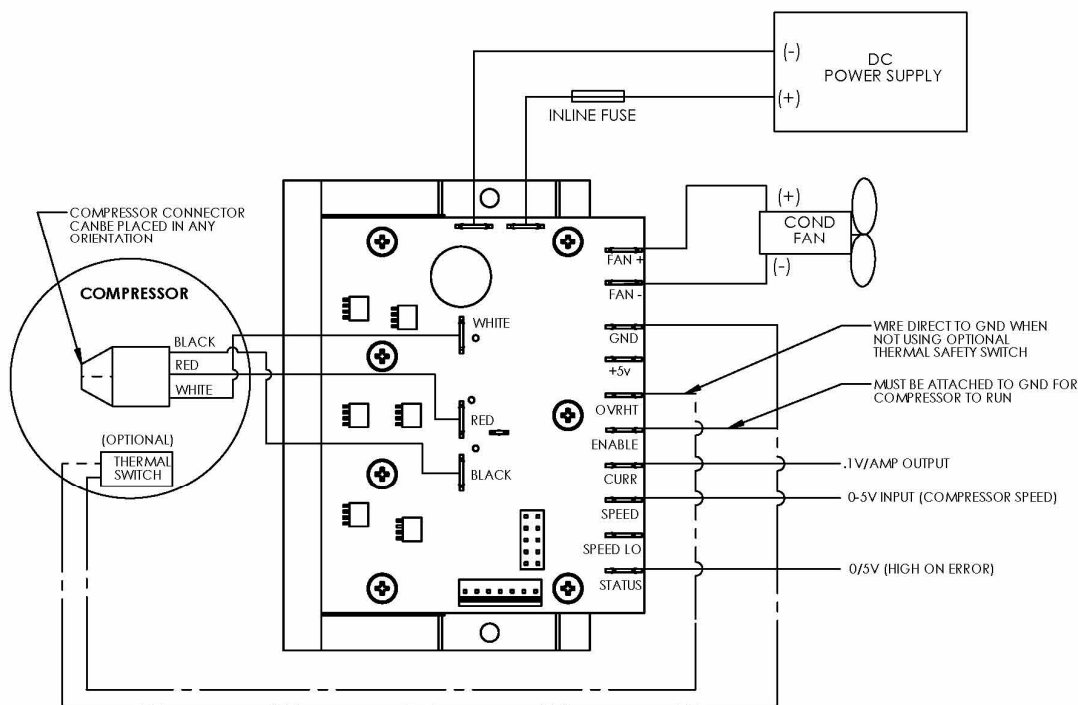 DC
POWER SUPPLY
(-)
(+)
INLINE FUSE
COMPRESSOR CONNECTOR
CANBE PLACED IN ANY
ORIENTATION
COMPRESSOR
BLACK
RED
WHITE
(OPTIONAL)
THERMAL
SWITCH
WHITE
RED
BLACK
FAN +
FAN -
GND
+5v
OVRHT
ENABLE
CURR
SPEED
SPEED LO
STATUS
(+)
COND
FAN
(-)
WIRE DIRECT TO GND WHEN
NOT USING OPTIONAL
THERMAL SAFETY SWITCH
MUST BE ATTACHED TO GND FOR
COMPRESSOR TO RUN
.1V/AMP OUTPUT
0-5V INPUT (COMPRESSOR SPEED)
0/5V (HIGH ON ERROR)